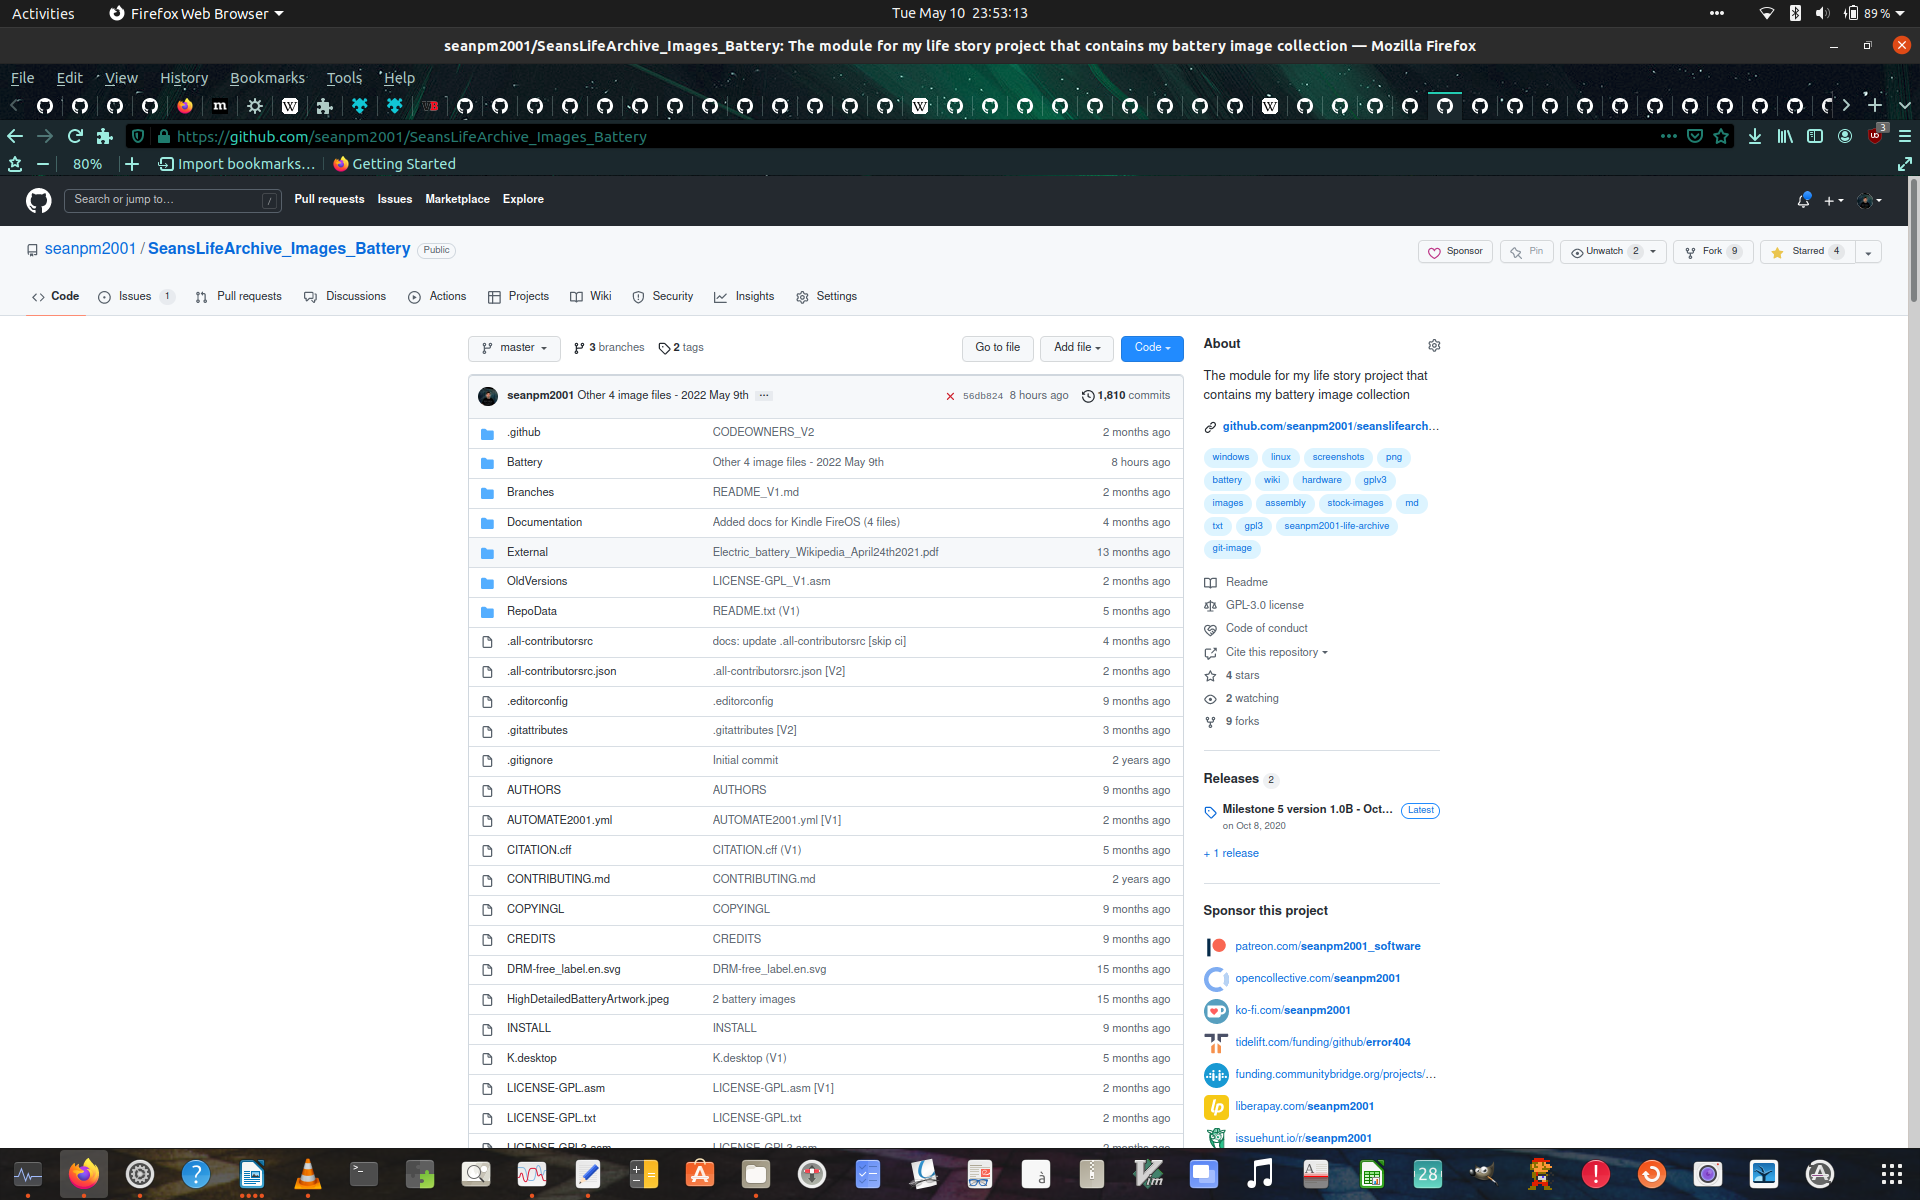 Activities Firefox Web Browser Tue May 10 23:53:13 89 %
seanpm2001/SeansLifeArchive_Images_Battery: The module for my life story project that contains my battery image collection — Mozilla Firefox
File Edit View History Bookmarks Tools Help
https://github.com/seanpm2001/SeansLifeArchive_Images_Battery 3
80% Import bookmarks... Getting Started
Search or jump to... / Pull requests Issues Marketplace Explore
seanpm2001 / SeansLifeArchive_Images_Battery Public Sponsor Pin Unwatch 2 Fork 9 Starred 4
Code Issues 1 Pull requests Discussions Actions Projects Wiki Security Insights Settings
master 3 branches 2 tags Go to file Add file Code
seanpm2001 Other 4 image files - 2022 May 9th ... 56db824 8 hours ago 1,810 commits
.github CODEOWNERS_V2 2 months ago
Battery Other 4 image files - 2022 May 9th 8 hours ago
Branches README_V1.md 2 months ago
Documentation Added docs for Kindle FireOS (4 files) 4 months ago
External Electric_battery_Wikipedia_April24th2021.pdf 13 months ago
OldVersions LICENSE-GPL_V1.asm 2 months ago
RepoData README.txt (V1) 5 months ago
.all-contributorsrc docs: update .all-contributorsrc [skip ci] 4 months ago
.all-contributorsrc.json .all-contributorsrc.json [V2] 2 months ago
.editorconfig .editorconfig 9 months ago
.gitattributes .gitattributes [V2] 3 months ago
.gitignore Initial commit 2 years ago
AUTHORS AUTHORS 9 months ago
AUTOMATE2001.yml AUTOMATE2001.yml [V1] 2 months ago
CITATION.cff CITATION.cff (V1) 5 months ago
CONTRIBUTING.md CONTRIBUTING.md 2 years ago
COPYINGL COPYINGL 9 months ago
CREDITS CREDITS 9 months ago
DRM-free_label.en.svg DRM-free_label.en.svg 15 months ago
HighDetailedBatteryArtwork.jpeg 2 battery images 15 months ago
INSTALL INSTALL 9 months ago
K.desktop K.desktop (V1) 5 months ago
LICENSE-GPL.asm LICENSE-GPL.asm [V1] 2 months ago
LICENSE-GPL.txt LICENSE-GPL.txt 2 months ago
About
The module for my life story project that
contains my battery image collection
github.com/seanpm2001/seanslifearch...
windows linux screenshots png
battery wiki hardware gplv3
images assembly stock-images md
txt gpl3 seanpm2001-life-archive
git-image
Readme
GPL-3.0 license
Code of conduct
Cite this repository
4 stars
2 watching
9 forks
Releases 2
Milestone 5 version 1.0B - Oct... Latest
on Oct 8, 2020
+ 1 release
Sponsor this project
patreon.com/seanpm2001_software
opencollective.com/seanpm2001
ko-fi.com/seanpm2001
tidelift.com/funding/github/error404
funding.communitybridge.org/projects/...
liberapay.com/seanpm2001
issuehunt.io/r/seanpm2001
28